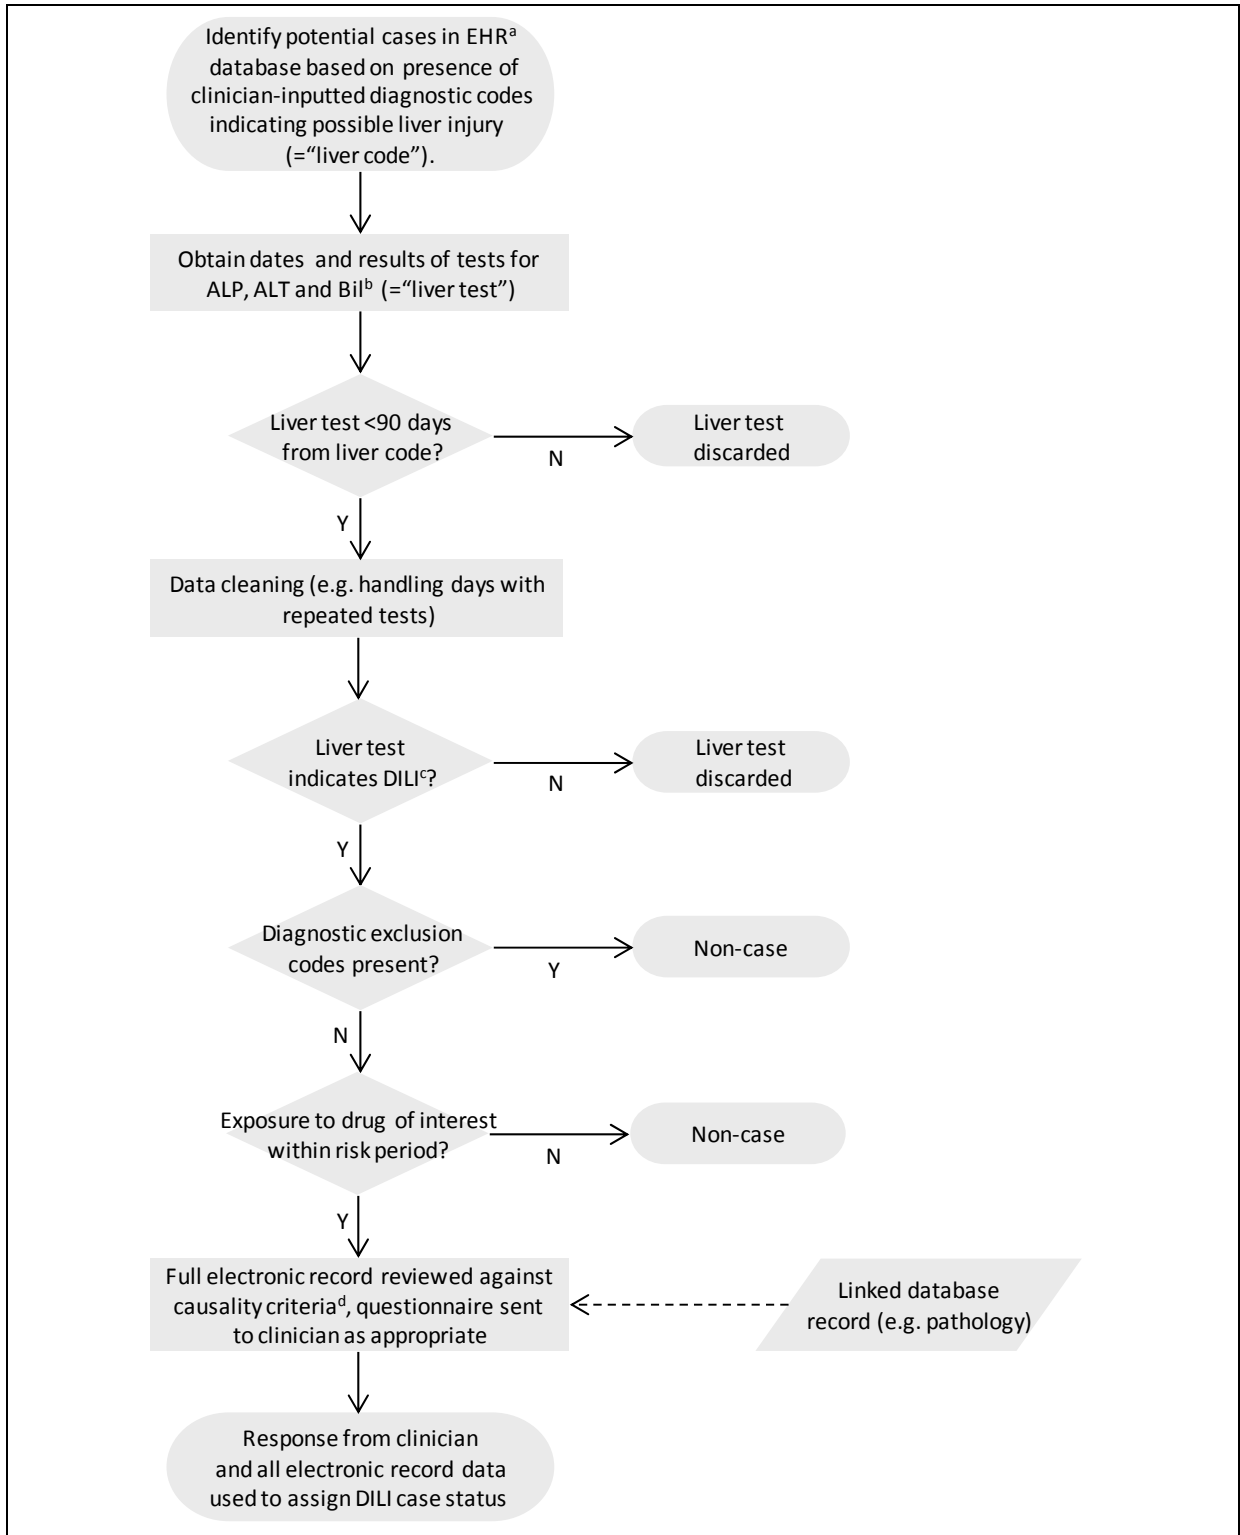 Identify potential cases in EHRᵃ
database based on presence of
clinician-inputted diagnostic codes
indicating possible liver injury
(=“liver code”).
Obtain dates and results of tests for
ALP, ALT and Bilᵇ (=“liver test”)
Liver test <90 days
from liver code?
N
Liver test
discarded
Y
Data cleaning (e.g. handling days with
repeated tests)
Liver test
indicates DILIᶜ?
N
Liver test
discarded
Y
Diagnostic exclusion
codes present?
Y
Non-case
N
Exposure to drug of interest
within risk period?
N
Non-case
Y
Full electronic record reviewed against
causality criteriaᵈ, questionnaire sent
to clinician as appropriate
Linked database
record (e.g. pathology)
Response from clinician
and all electronic record data
used to assign DILI case status